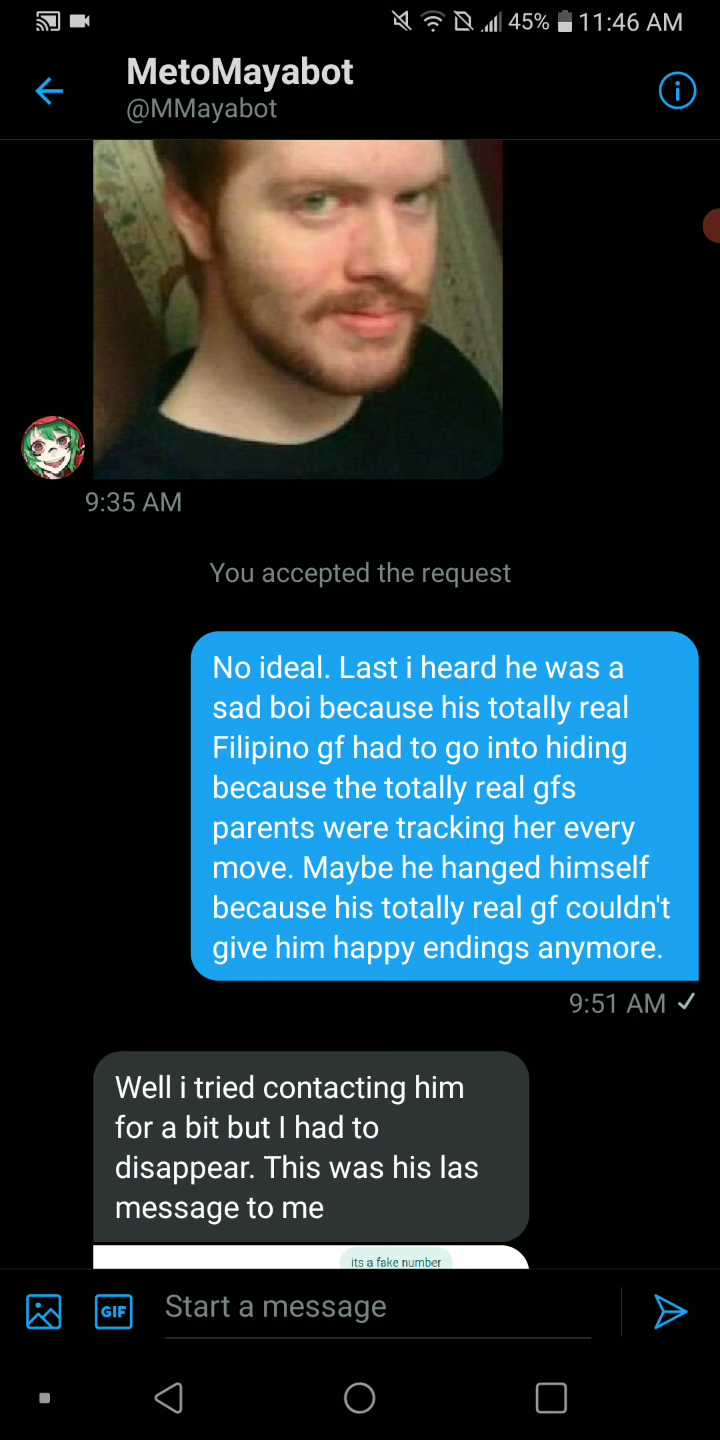 45% 11:46 AM
MetoMayabot
@MMayabot
9:35 AM
You accepted the request
No ideal. Last i heard he was a
sad boi because his totally real
Filipino gf had to go into hiding
because the totally real gfs
parents were tracking her every
move. Maybe he hanged himself
because his totally real gf couldn't
give him happy endings anymore.
9:51 AM
Well i tried contacting him
for a bit but I had to
disappear. This was his las
message to me
its a fake number
GIF
Start a message